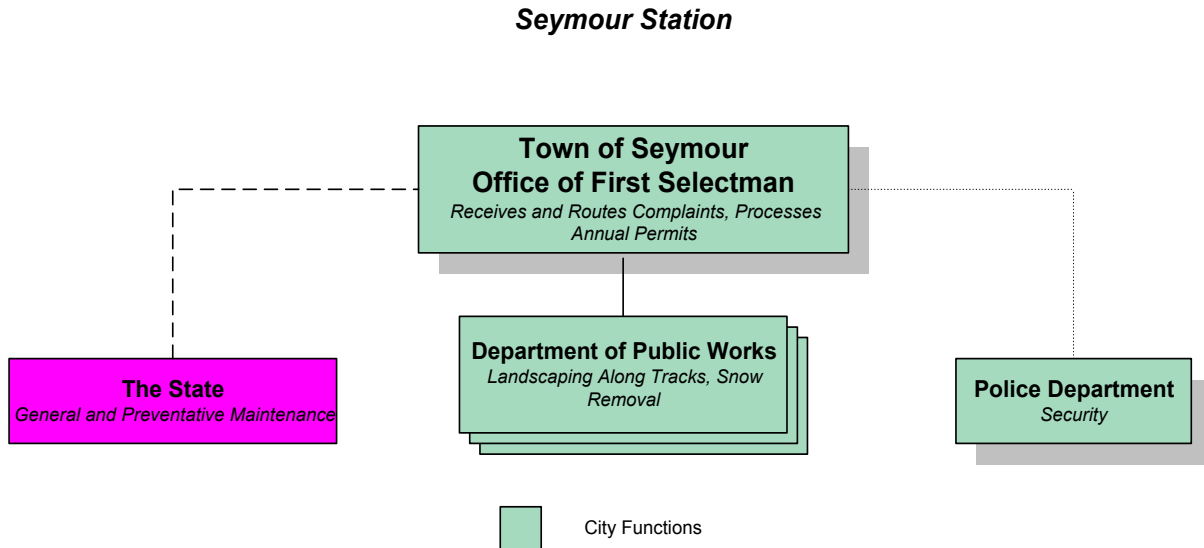 Seymour Station
Town of Seymour
Office of First Selectman
Receives and Routes Complaints, Processes
Annual Permits
The State
General and Preventative Maintenance
Department of Public Works
Landscaping Along Tracks, Snow
Removal
Police Department
Security
City Functions